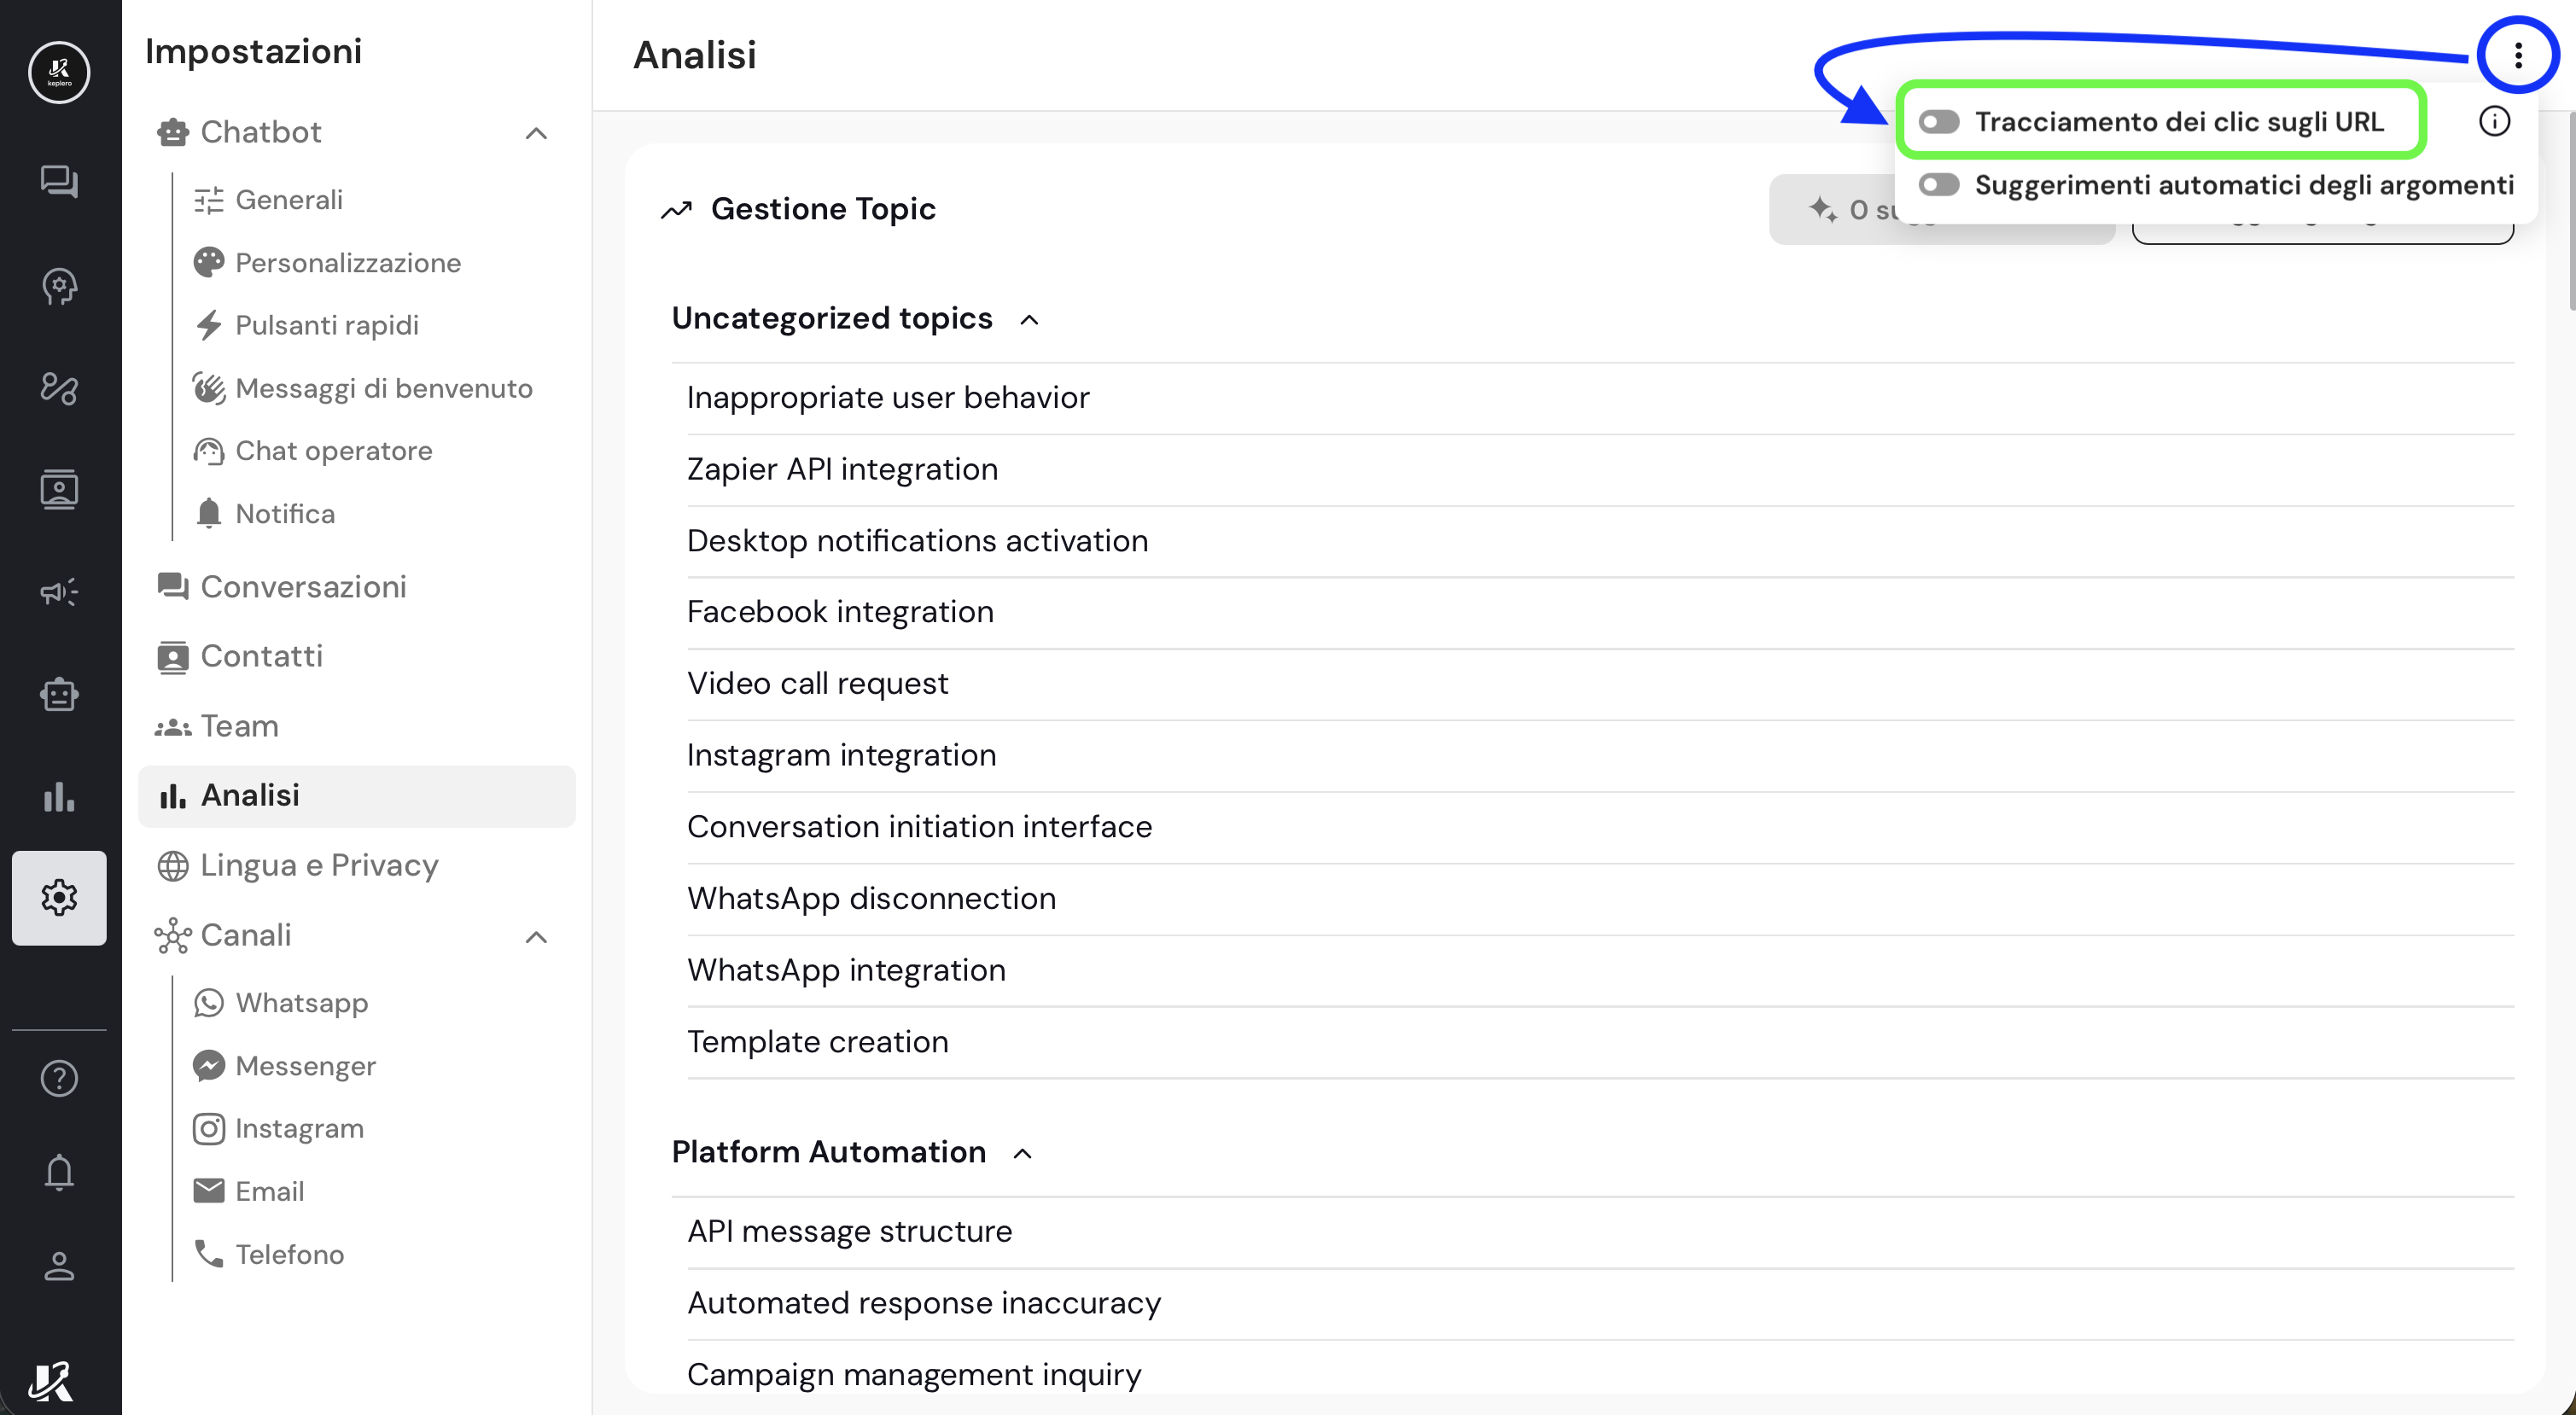 keplero
Impostazioni
Chatbot
Generali
Personalizzazione
Pulsanti rapidi
Messaggi di benvenuto
Chat operatore
Notifica
Conversazioni
Contatti
Team
Analisi
Lingua e Privacy
Canali
Whatsapp
Messenger
Instagram
Email
Telefono
Analisi
Tracciamento dei clic sugli URL
Suggerimenti automatici degli argomenti
Gestione Topic
0
Uncategorized topics
Inappropriate user behavior
Zapier API integration
Desktop notifications activation
Facebook integration
Video call request
Instagram integration
Conversation initiation interface
WhatsApp disconnection
WhatsApp integration
Template creation
Platform Automation
API message structure
Automated response inaccuracy
Campaign management inquiry